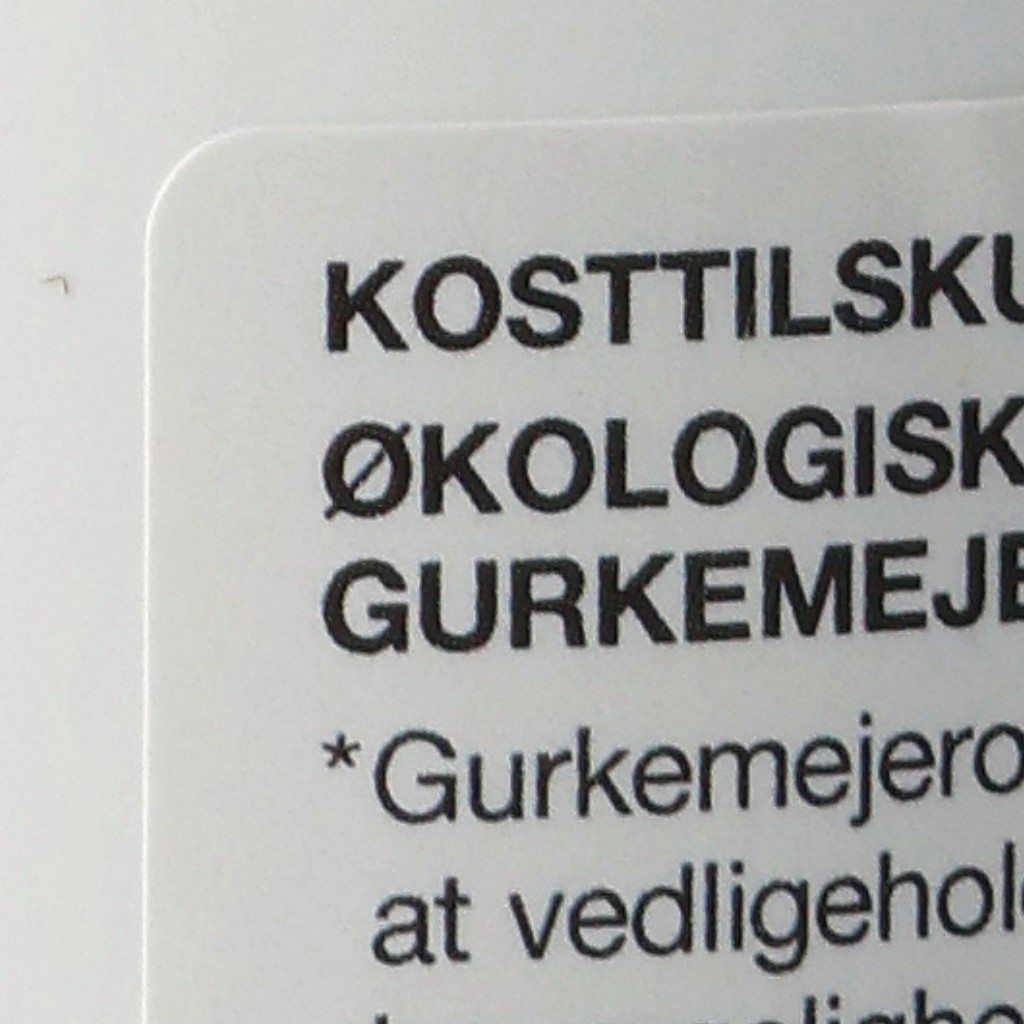 KOSTTILSKU
ØKOLOGISK
GURKEMEJE
*Gurkemejero
at vedligehol